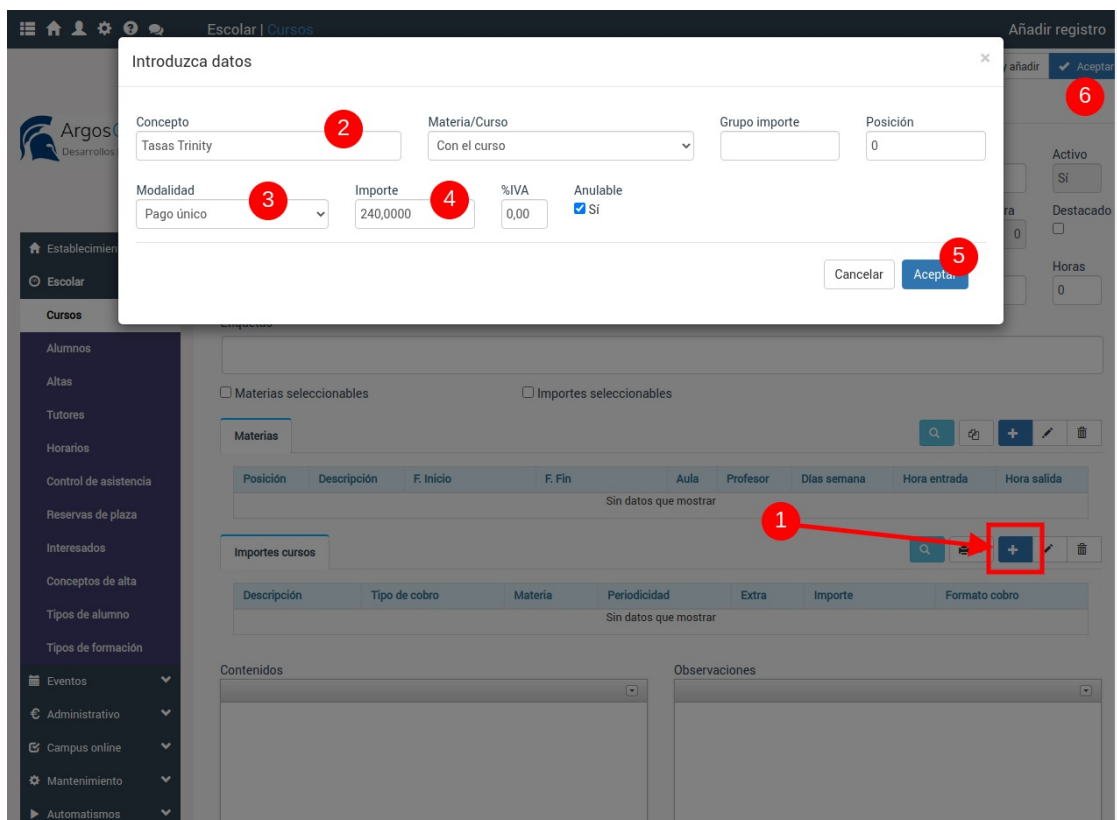 Escolar | Cursos
Añadir registro
Introduzca datos
×
y añadir
Aceptar
6
Argos
Desarrollos
Concepto
2
Materia/Curso
Grupo importe
Posición
Tasas Trinity
Con el curso
0
Activo
Sí
Modalidad
3
Importe
4
%IVA
Anulable
Pago único
240,0000
0,00
Sí
ra
Destacado
0
Establecimien
5
Cancelar
Aceptar
Horas
0
Escolar
Cursos
Etiquetas
Alumnos
Altas
Materias seleccionables
Importes seleccionables
Tutores
Materias
Horarios
Control de asistencia
Posición Descripción F. Inicio F. Fin Aula Profesor Días semana Hora entrada Hora salida
Sin datos que mostrar
Reservas de plaza
1
Interesados
Importes cursos
Conceptos de alta
Descripción Tipo de cobro Materia Periodicidad Extra Importe Formato cobro
Tipos de alumno
Sin datos que mostrar
Tipos de formación
Contenidos
Observaciones
Eventos
Administrativo
Campus online
Mantenimiento
Automatismos